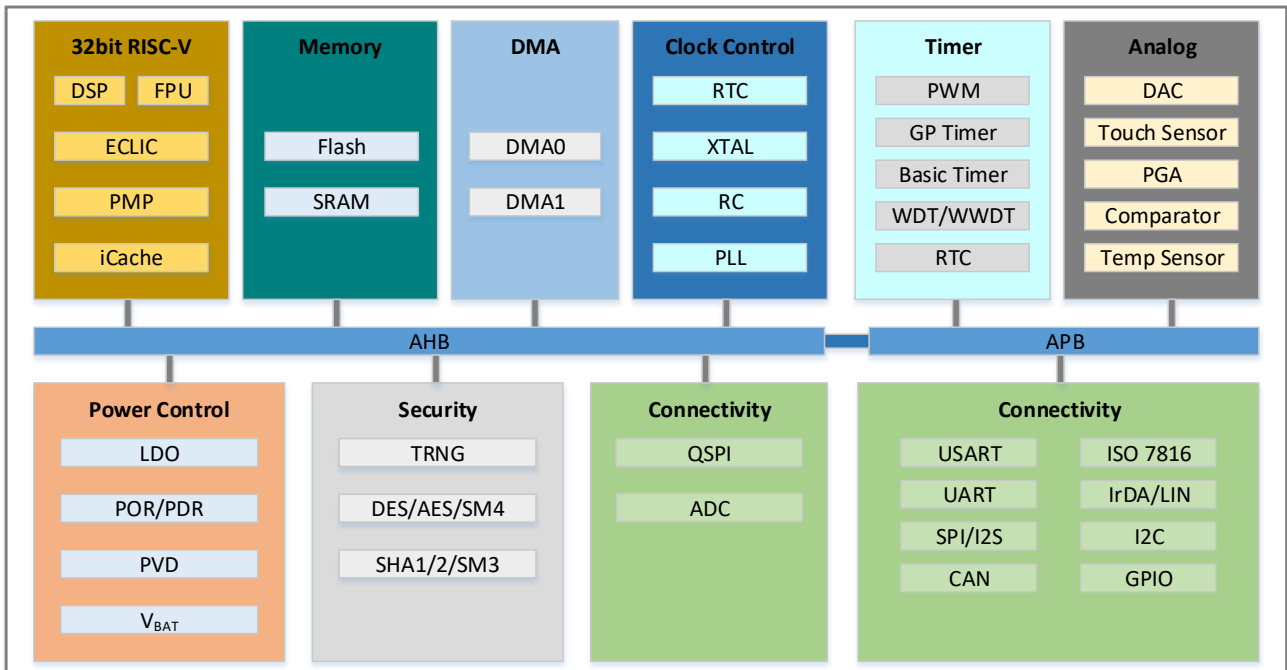 32bit RISC-V
DSP FPU
ECLIC
PMP
iCache
Memory
Flash
SRAM
DMA
DMA0
DMA1
Clock Control
RTC
XTAL
RC
PLL
Timer
PWM
GP Timer
Basic Timer
WDT/WWDT
RTC
Analog
DAC
Touch Sensor
PGA
Comparator
Temp Sensor
AHB
APB
Power Control
LDO
POR/PDR
PVD
VBAT
Security
TRNG
DES/AES/SM4
SHA1/2/SM3
Connectivity
QSPI
ADC
Connectivity
USART ISO 7816
UART IrDA/LIN
SPI/I2S I2C
CAN GPIO